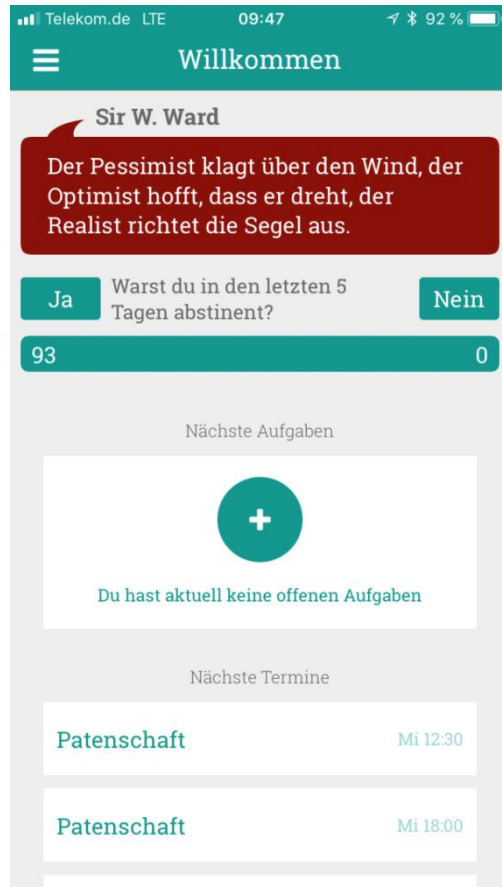 Telekom.de LTE 09:47 92 %
Willkommen
Sir W. Ward
Der Pessimist klagt über den Wind, der
Optimist hofft, dass er dreht, der
Realist richtet die Segel aus.
Ja Warst du in den letzten 5 Nein
Tagen abstinent?
93 0
Nächste Aufgaben
Du hast aktuell keine offenen Aufgaben
Nächste Termine
Patenschaft Mi 12:30
Patenschaft Mi 18:00